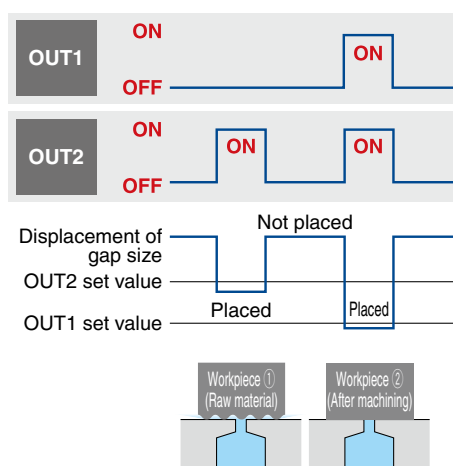 ON
OUT1
ON
OFF
ON
OUT2
ON
ON
OFF
Not placed
Displacement of
gap size
OUT2 set value
Placed
Placed
OUT1 set value
Workpiece ①
(Raw material)
Workpiece ②
(After machining)